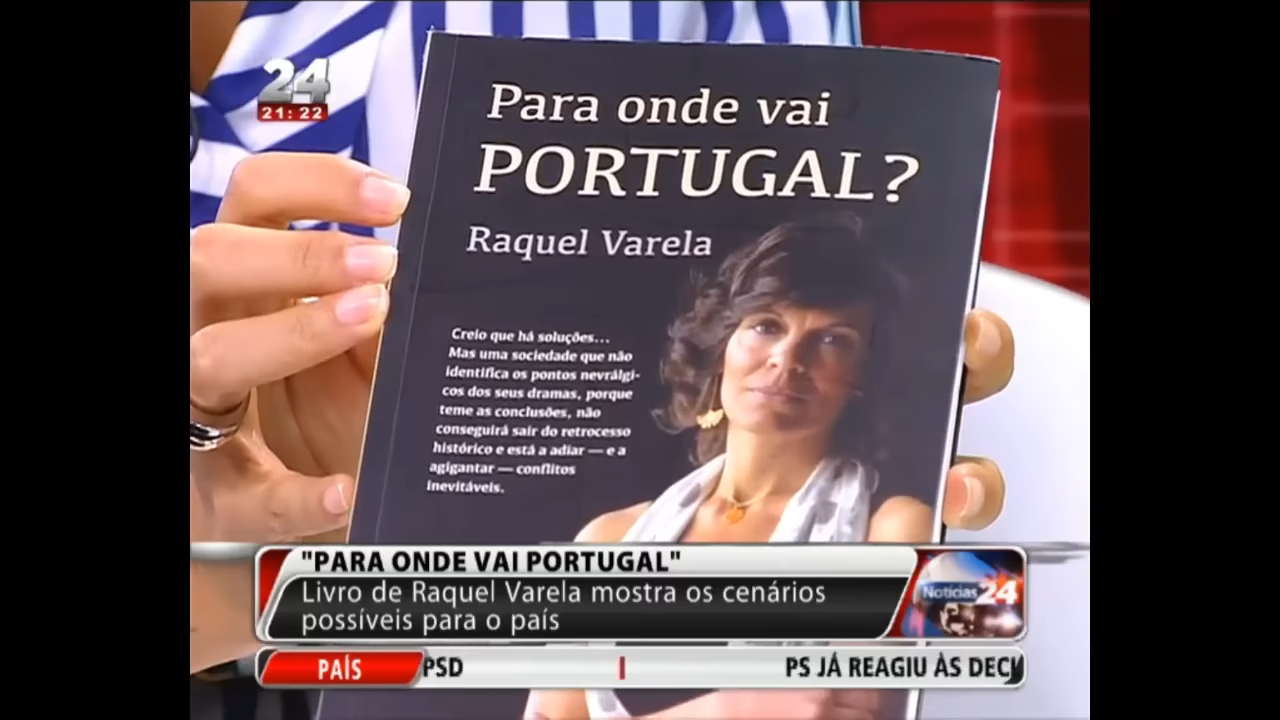 24
21:22
Para onde vai
PORTUGAL?
Raquel Varela
Creio que há soluções...
Mas uma sociedade que não
identifica os pontos nevrálgi-
cos dos seus dramas, porque
teme as conclusões, não
conseguirá sair do retrocesso
histórico e está a adiar — e a
agigantar — conflitos
inevitáveis.
"PARA ONDE VAI PORTUGAL"
Livro de Raquel Varela mostra os cenários
possíveis para o país
Notícias 24
PAÍS PSD PS JÁ REAGIU ÀS